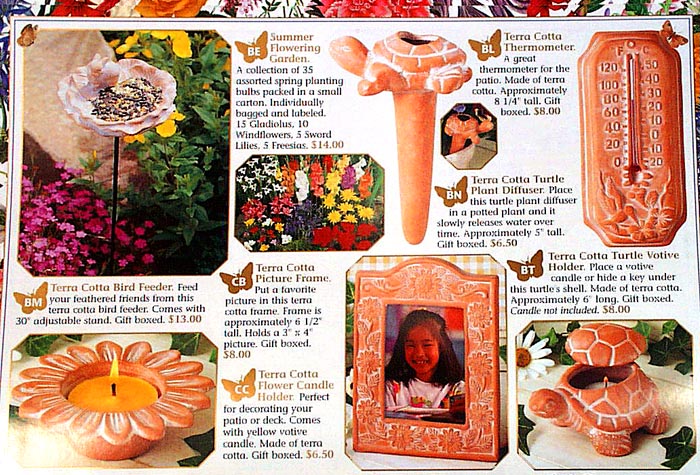 BE
Summer
Flowering
Garden.
A collection of 35
assorted spring planting
bulbs packed in a small
carton. Individually
bagged and labeled.
15 Gladiolus, 10
Windflowers, 5 Sword
Lilies, 5 Freesias. $14.00
BL
Terra Cotta
Thermometer.
A great
thermometer for the
patio. Made of terra
cotta. Approximately
8 1/4" tall. Gift
boxed. $8.00
F C
120 50
100 40
80 30
60 20
40 10
20 0
0 10
20 20
BN
Terra Cotta Turtle
Plant Diffuser. Place
this turtle plant diffuser
in a potted plant and it
slowly releases water over
time. Approximately 5" tall.
Gift boxed. $6.50
BM
Terra Cotta Bird Feeder. Feed
your feathered friends from this
terra cotta bird feeder. Comes with
30" adjustable stand. Gift boxed. $13.00
CB
Terra Cotta
Picture Frame.
Put a favorite
picture in this terra
cotta frame. Frame is
approximately 6 1/2"
tall. Holds a 3" x 4"
picture. Gift boxed.
$8.00
BT
Terra Cotta Turtle Votive
Holder. Place a votive
candle or hide a key under
this turtle's shell. Made of terra cotta.
Approximately 6" long. Gift boxed.
Candle not included. $8.00
CC
Terra Cotta
Flower Candle
Holder. Perfect
for decorating your
patio or deck. Comes
with yellow votive
candle. Made of terra
cotta. Gift boxed. $6.50